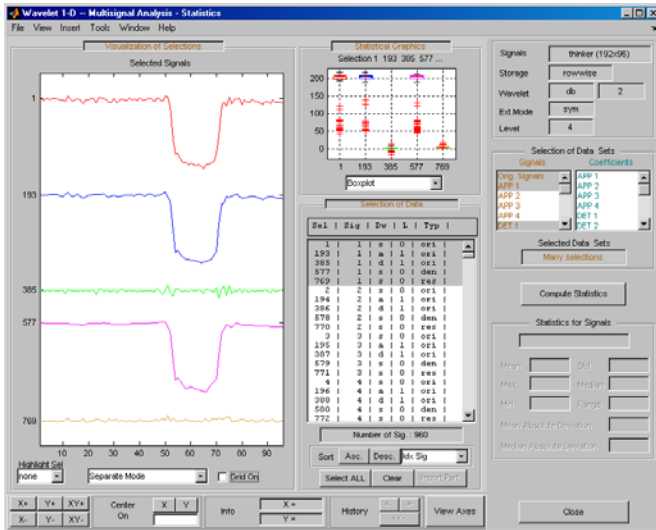 Wavelet 1-D -- Multisignal Analysis - Statistics
File View Insert Tools Window Help
Visualization of Selections
Selected Signals
1
193
385
577
769
10 20 30 40 50 60 70 80 90
Highlight Sel
none
Separate Mode
Grid On
Statistical Graphics
Selection 1 193 385 577 ...
200
150
100
50
0
1 193 385 577 769
Boxplot
Selection of Data
Sel | Sig | Dw | L | Typ |
1 | 1 | s | 0 | ori |
193 | 1 | a | 1 | ori |
385 | 1 | d | 1 | ori |
577 | 1 | s | 0 | den |
769 | 1 | s | 0 | res |
2 | 2 | s | 0 | ori |
194 | 2 | a | 1 | ori |
386 | 2 | d | 1 | ori |
578 | 2 | s | 0 | den |
770 | 2 | s | 0 | res |
3 | 3 | s | 0 | ori |
195 | 3 | a | 1 | ori |
387 | 3 | d | 1 | ori |
579 | 3 | s | 0 | den |
771 | 3 | s | 0 | res |
4 | 4 | s | 0 | ori |
196 | 4 | a | 1 | ori |
388 | 4 | d | 1 | ori |
580 | 4 | s | 0 | den |
772 | 4 | s | 0 | res |
Number of Sig.: 960
Sort Asc. Desc. Idx Sig
Select ALL Clear Import Part.
Signals thinker (192x96)
Storage rowwise
Wavelet db 2
Ext.Mode sym
Level 4
Selection of Data Sets
Signals
Orig. Signals
APP 1
APP 2
APP 3
APP 4
DET 1
Coefficients
APP 1
APP 2
APP 3
APP 4
DET 1
DET 2
Selected Data Sets
Many selections
Compute Statistics
Statistics for Signals
Mean Std
Max Median
Min Range
Mean Absolute Deviation
Median Absolute Deviation
X+ Y+ XY+
X- Y- XY-
Center On
X Y
Info
X =
Y =
History
View Axes
Close